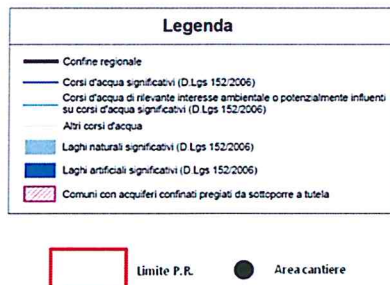 Legenda
Confine regionale
Corsi d'acqua significativi (D.Lgs 152/2006)
Corsi d'acqua di rilevante interesse ambientale o potenzialmente influenti
su corsi d'acqua significativi (D.Lgs 152/2006)
Altri corsi d'acqua
Laghi naturali significativi (D.Lgs 152/2006)
Laghi artificiali significativi (D.Lgs 152/2006)
Comuni con acquiferi confinati pregiati da sottoporre a tutela
Limite P.R.
Area cantiere